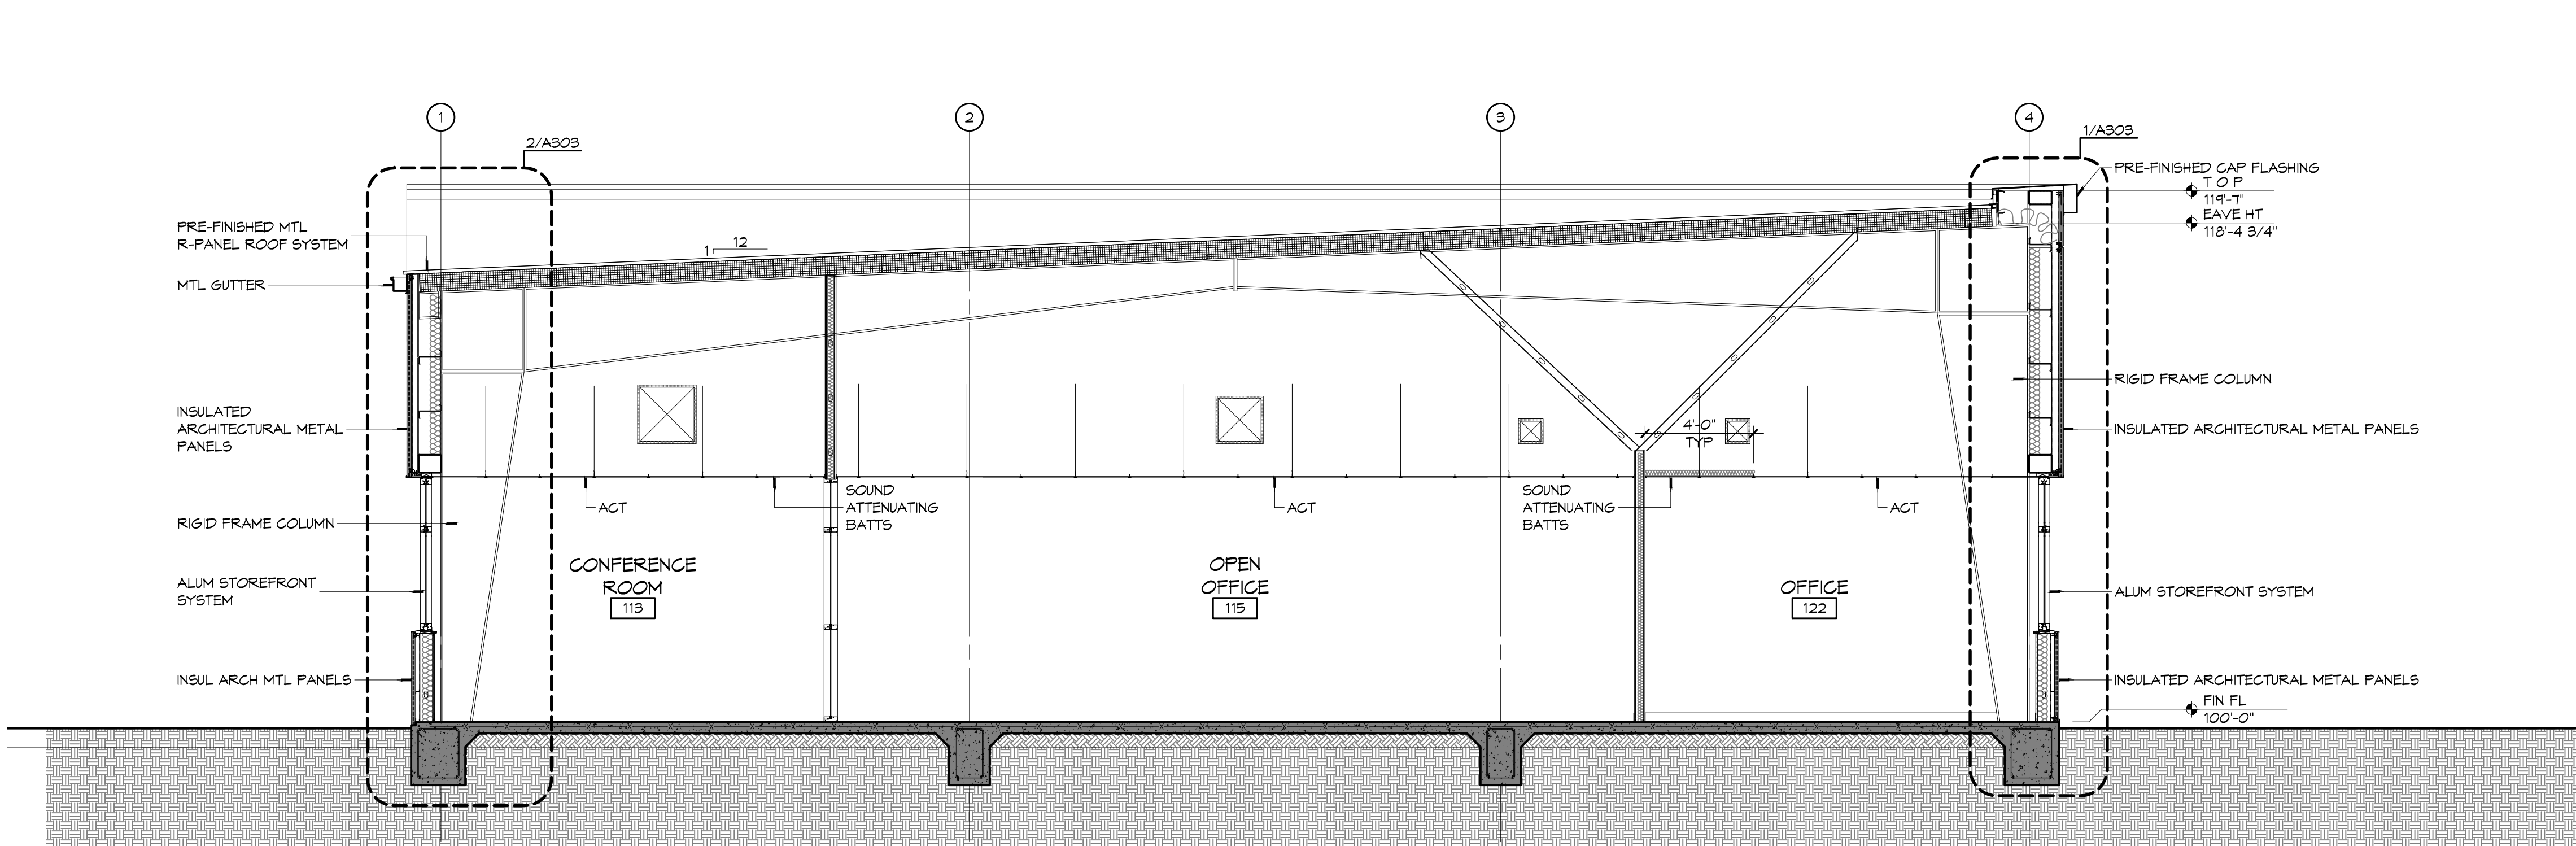 1
2
3
4
2/A303
1/A303
PRE-FINISHED CAP FLASHING
T O P
119'-7"
EAVE HT
118'-4 3/4"
PRE-FINISHED MTL
R-PANEL ROOF SYSTEM
12
1
MTL GUTTER
RIGID FRAME COLUMN
INSULATED
ARCHITECTURAL METAL
PANELS
4'-0"
TYP
INSULATED ARCHITECTURAL METAL PANELS
SOUND
ATTENUATING
BATTS
ACT
ACT
SOUND
ATTENUATING
BATTS
ACT
RIGID FRAME COLUMN
CONFERENCE
ROOM
113
OPEN
OFFICE
115
OFFICE
122
ALUM STOREFRONT
SYSTEM
ALUM STOREFRONT SYSTEM
INSUL ARCH MTL PANELS
INSULATED ARCHITECTURAL METAL PANELS
FIN FL
100'-0"